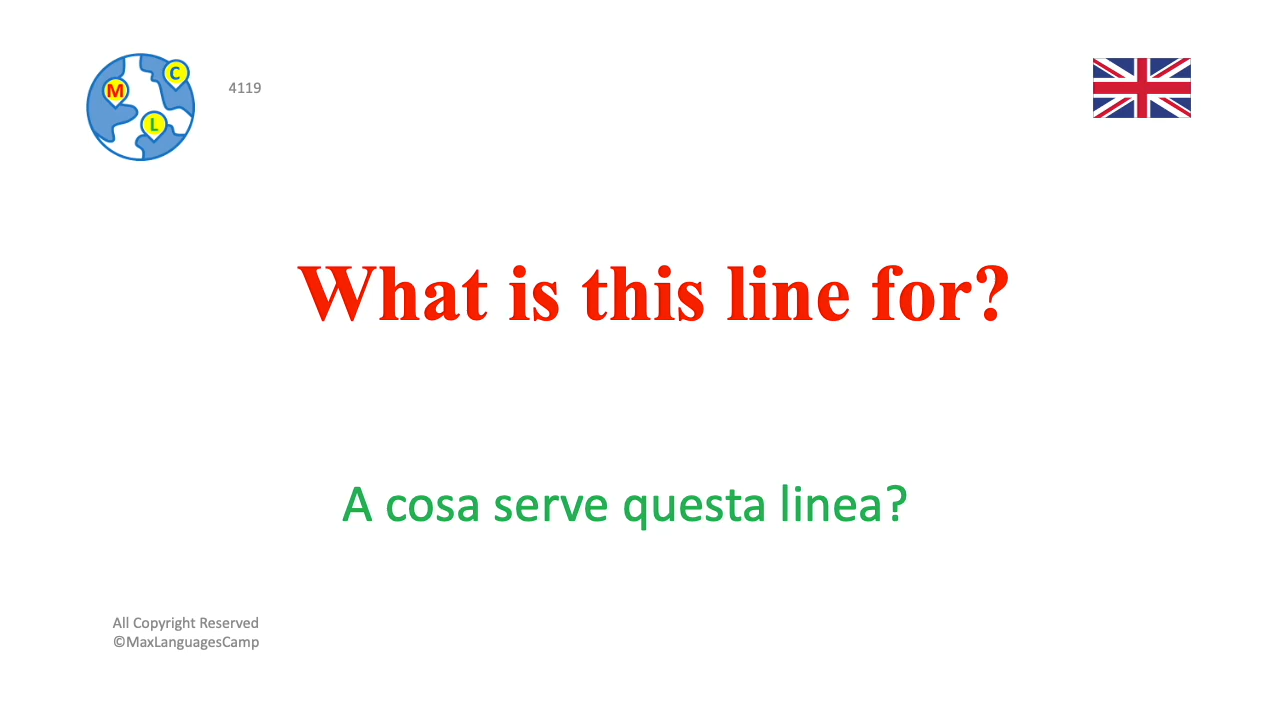 C
M
L
4119
What is this line for?
A cosa serve questa linea?
All Copyright Reserved
©MaxLanguagesCamp